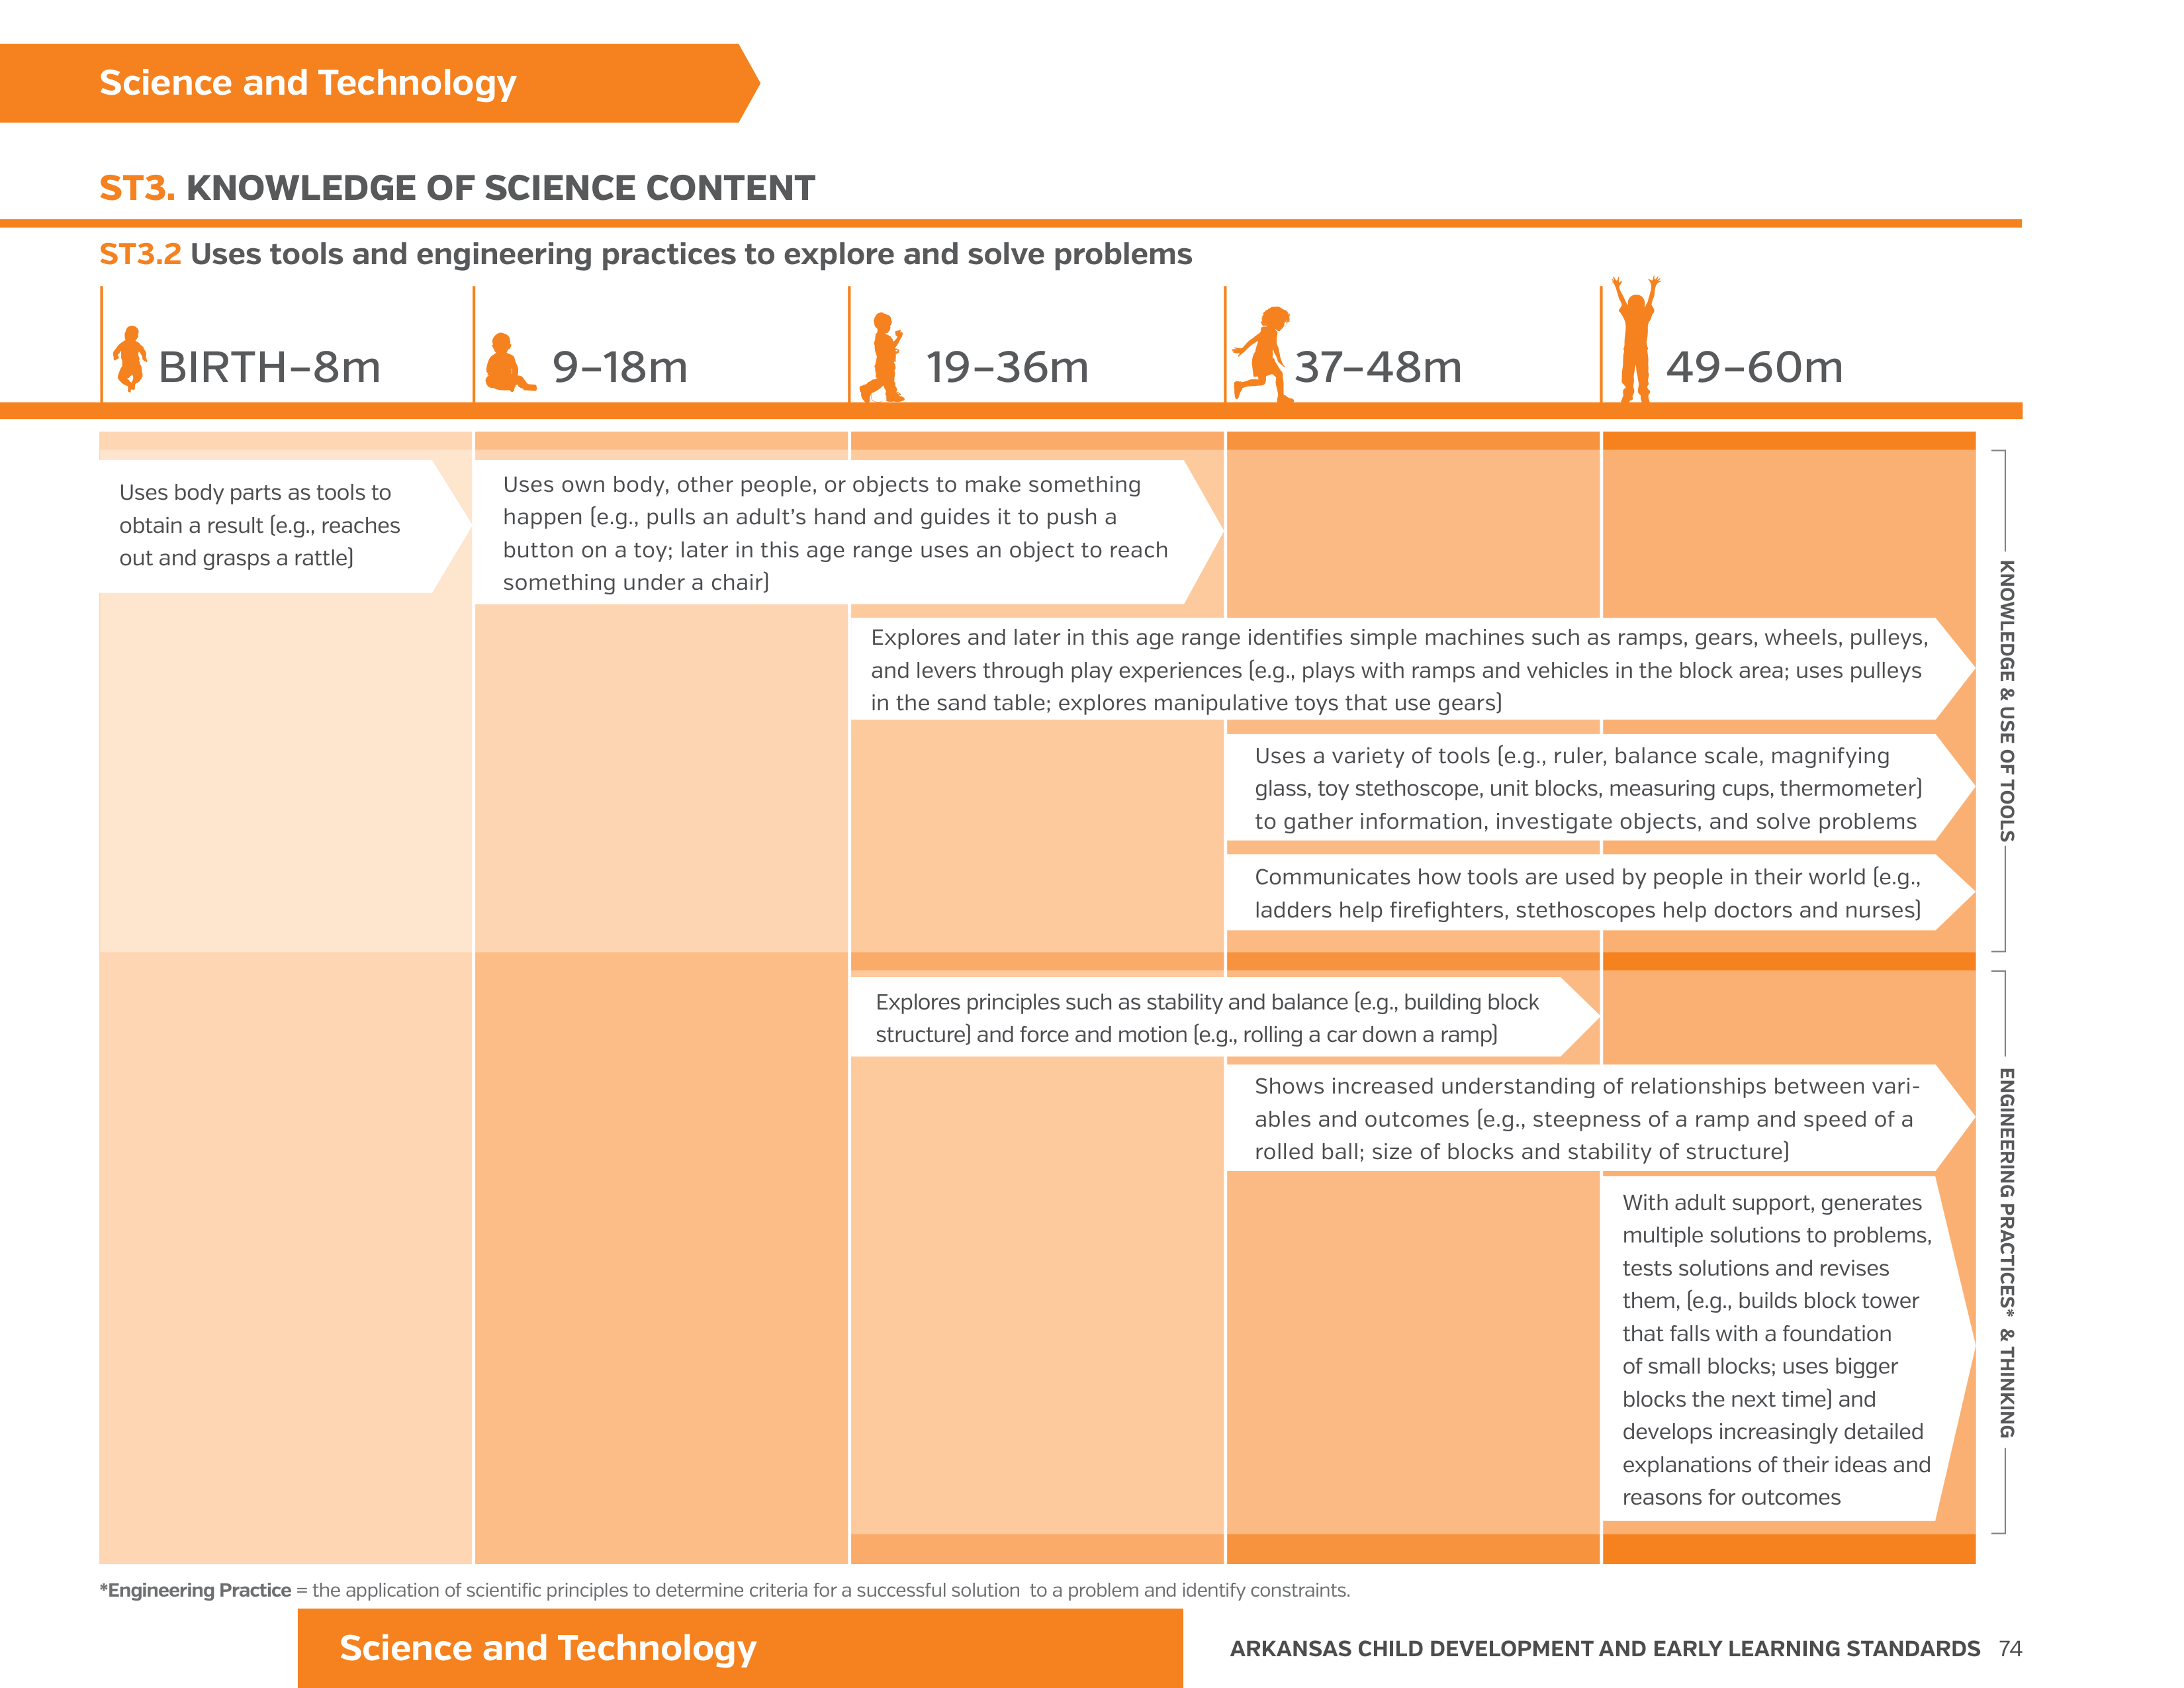 Science and Technology
ST3. KNOWLEDGE OF SCIENCE CONTENT
ST3.2 Uses tools and engineering practices to explore and solve problems
BIRTH–8m
9–18m
19–36m
37–48m
49–60m
Uses body parts as tools to
obtain a result (e.g., reaches
out and grasps a rattle)
Uses own body, other people, or objects to make something
happen (e.g., pulls an adult’s hand and guides it to push a
button on a toy; later in this age range uses an object to reach
something under a chair)
Explores and later in this age range identifies simple machines such as ramps, gears, wheels, pulleys,
and levers through play experiences (e.g., plays with ramps and vehicles in the block area; uses pulleys
in the sand table; explores manipulative toys that use gears)
Uses a variety of tools (e.g., ruler, balance scale, magnifying
glass, toy stethoscope, unit blocks, measuring cups, thermometer)
to gather information, investigate objects, and solve problems
Communicates how tools are used by people in their world (e.g.,
ladders help firefighters, stethoscopes help doctors and nurses)
KNOWLEDGE & USE OF TOOLS
Explores principles such as stability and balance (e.g., building block
structure) and force and motion (e.g., rolling a car down a ramp)
Shows increased understanding of relationships between vari-
ables and outcomes (e.g., steepness of a ramp and speed of a
rolled ball; size of blocks and stability of structure)
With adult support, generates
multiple solutions to problems,
tests solutions and revises
them, (e.g., builds block tower
that falls with a foundation
of small blocks; uses bigger
blocks the next time) and
develops increasingly detailed
explanations of their ideas and
reasons for outcomes
ENGINEERING PRACTICES* & THINKING
*Engineering Practice = the application of scientific principles to determine criteria for a successful solution to a problem and identify constraints.
Science and Technology
ARKANSAS CHILD DEVELOPMENT AND EARLY LEARNING STANDARDS 74